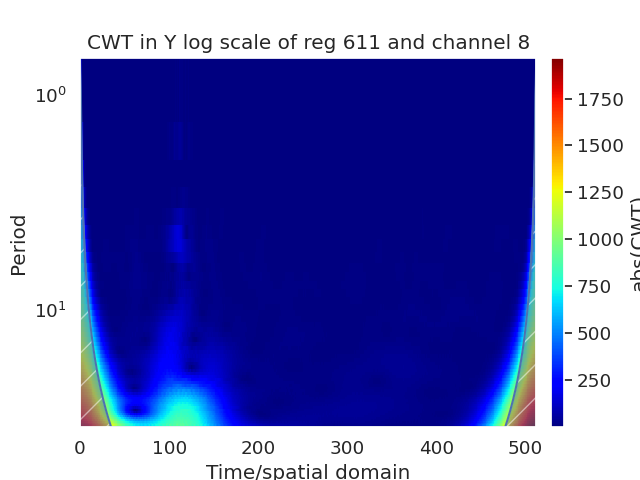 CWT in Y log scale of reg 611 and channel 8
10⁰
10¹
Period
0 100 200 300 400 500
Time/spatial domain
1750
1500
1250
1000
750
500
250
abs(CWT)